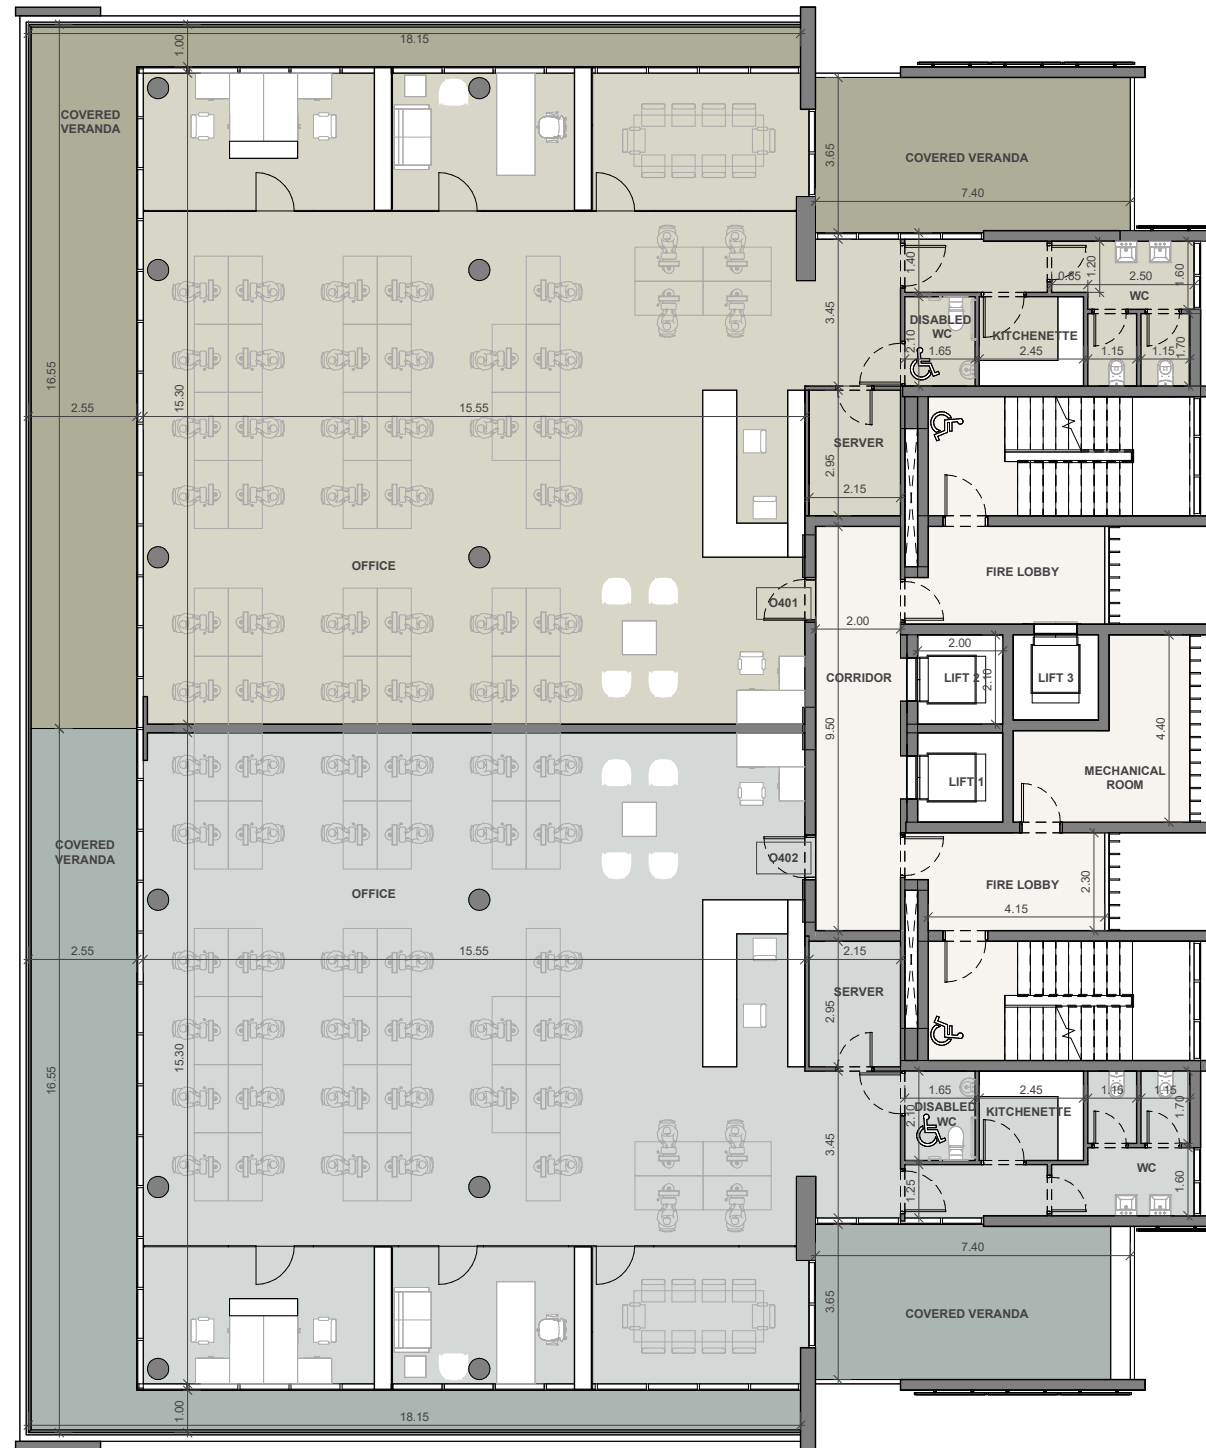 18.15
1.00
COVERED
VERANDA
3.65
COVERED VERANDA
7.40
1.40
0.85
1.20
2.50
1.60
WC
3.45
DISABLED
WC
2.10
1.65
KITCHENETTE
2.45
1.15
1.15
1.70
16.55
15.30
2.55
15.55
SERVER
2.95
2.15
OFFICE
FIRE LOBBY
O401
2.00
CORRIDOR
2.00
LIFT 2
2.10
LIFT 3
9.50
4.40
MECHANICAL
ROOM
LIFT 1
COVERED
VERANDA
O402
OFFICE
FIRE LOBBY
2.30
4.15
2.55
15.55
2.15
SERVER
2.95
16.55
15.30
1.65
2.45
1.15
1.15
1.70
2.10
DISABLED
WC
KITCHENETTE
3.45
WC
1.25
1.60
7.40
3.65
COVERED VERANDA
1.00
18.15